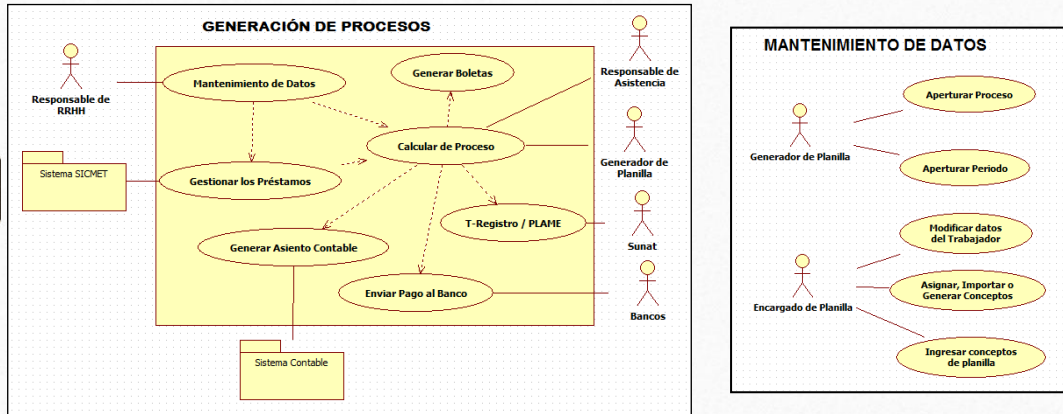 GENERACIÓN DE PROCESOS
Responsable de
RRHH
Mantenimiento de Datos
Generar Boletas
Responsable de
Asistencia
Calcular de Proceso
Generador de
Planilla
Sistema SICMET
Gestionar los Préstamos
T-Registro / PLAME
Sunat
Generar Asiento Contable
Enviar Pago al Banco
Bancos
Sistema Contable
MANTENIMIENTO DE DATOS
Aperturar Proceso
Generador de Planilla
Aperturar Periodo
Modificar datos
del Trabajador
Asignar, Importar o
Generar Conceptos
Encargado de Planilla
Ingresar conceptos
de planilla